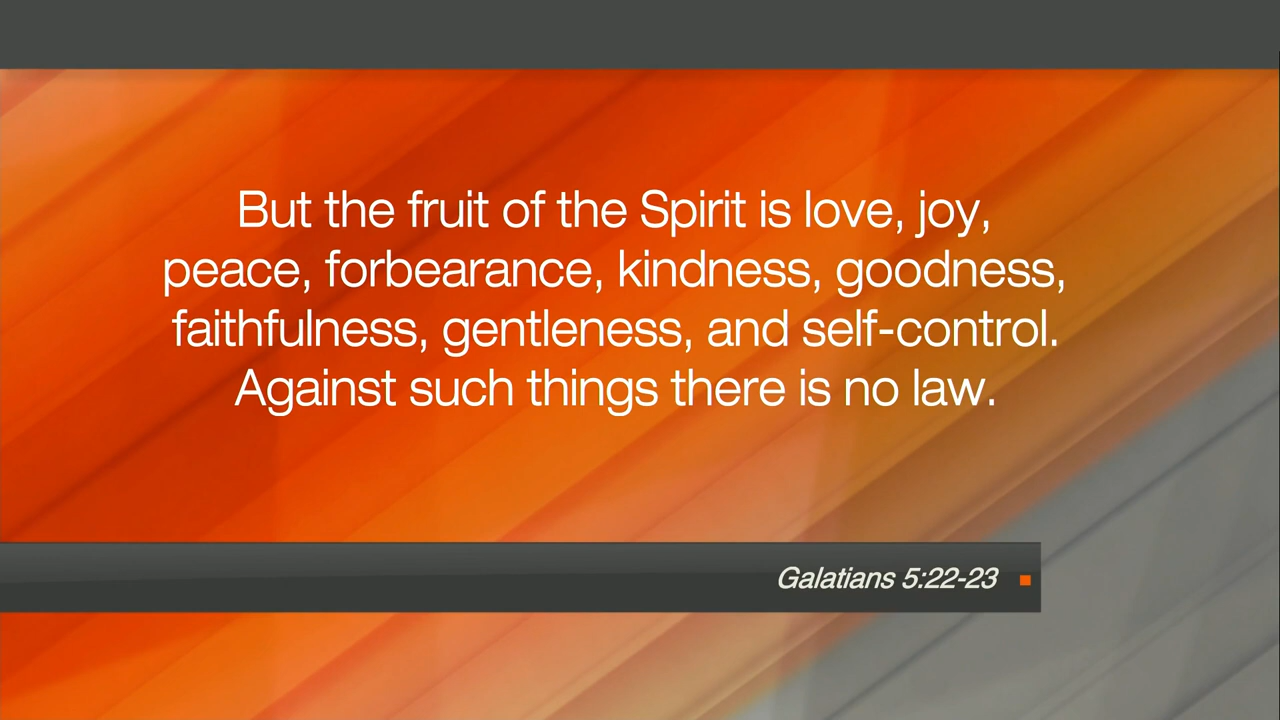 But the fruit of the Spirit is love, joy,
peace, forbearance, kindness, goodness,
faithfulness, gentleness, and self-control.
Against such things there is no law.
Galatians 5:22-23